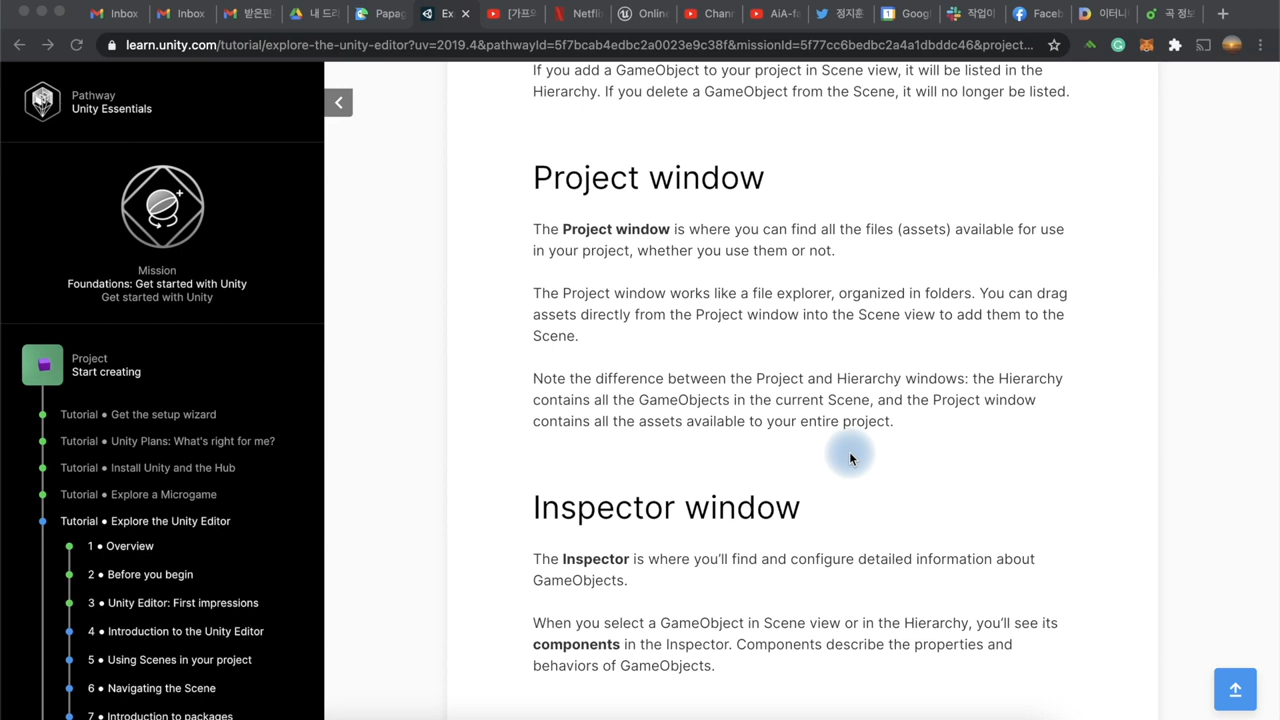 Inbox
Inbox
받은편
내 드라
Papag
Ex
[가프오
Netfli
Online
Chan
AiA-fa
정지훈
Googl
작업이
Faceb
이터니
곡 정보
learn.unity.com/tutorial/explore-the-unity-editor?uv=2019.4&pathwayId=5f7bcab4edbc2a0023e9c38f&missionId=5f77cc6bedbc2a4a1dbddc46&project...
Pathway
Unity Essentials
Mission
Foundations: Get started with Unity
Get started with Unity
Project
Start creating
Tutorial ● Get the setup wizard
Tutorial ● Unity Plans: What's right for me?
Tutorial ● Install Unity and the Hub
Tutorial ● Explore a Microgame
Tutorial ● Explore the Unity Editor
1 ● Overview
2 ● Before you begin
3 ● Unity Editor: First impressions
4 ● Introduction to the Unity Editor
5 ● Using Scenes in your project
6 ● Navigating the Scene
7 ● Introduction to packages
If you add a GameObject to your project in Scene view, it will be listed in the
Hierarchy. If you delete a GameObject from the Scene, it will no longer be listed.
Project window
The Project window is where you can find all the files (assets) available for use
in your project, whether you use them or not.
The Project window works like a file explorer, organized in folders. You can drag
assets directly from the Project window into the Scene view to add them to the
Scene.
Note the difference between the Project and Hierarchy windows: the Hierarchy
contains all the GameObjects in the current Scene, and the Project window
contains all the assets available to your entire project.
Inspector window
The Inspector is where you’ll find and configure detailed information about
GameObjects.
When you select a GameObject in Scene view or in the Hierarchy, you’ll see its
components in the Inspector. Components describe the properties and
behaviors of GameObjects.